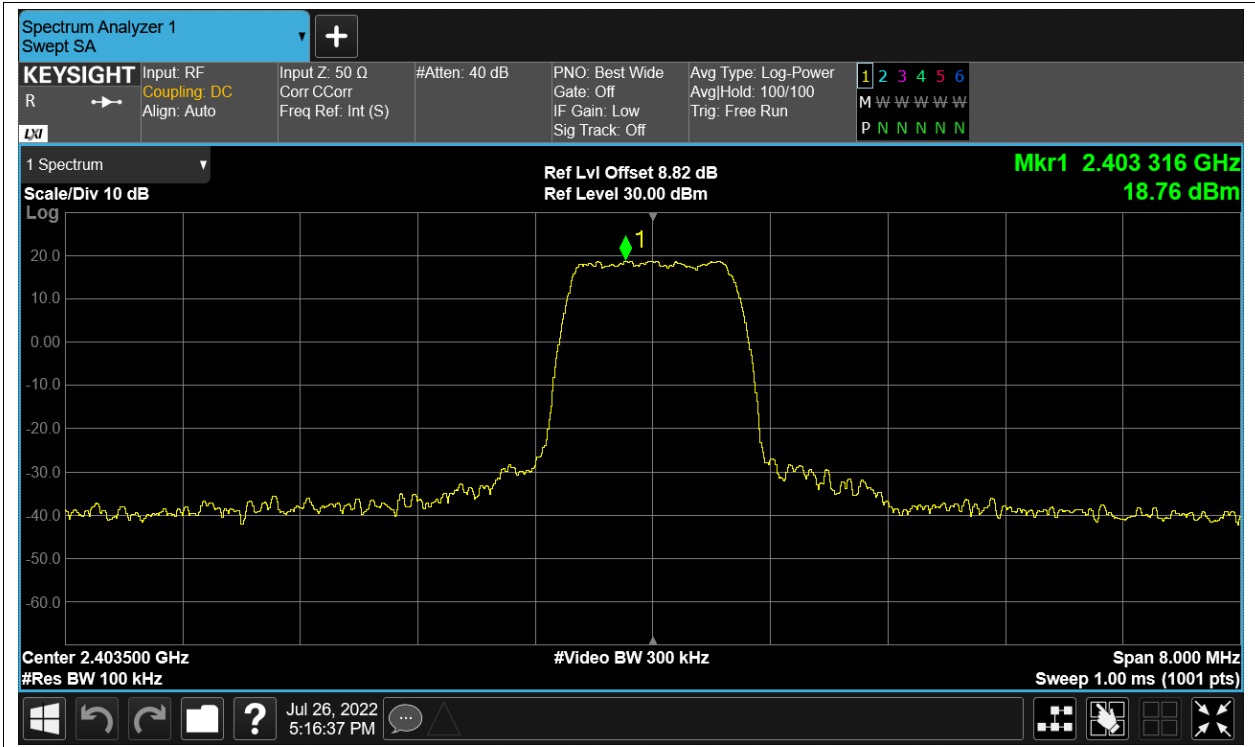 Spectrum Analyzer 1
Swept SA
+
KEYSIGHT Input: RF Input Z: 50 Ω #Atten: 40 dB PNO: Best Wide Avg Type: Log-Power 1 2 3 4 5 6
R Coupling: DC Corr CCorr Gate: Off Avg|Hold: 100/100 M W W W W W
Align: Auto Freq Ref: Int (S) IF Gain: Low Trig: Free Run
LXI Sig Track: Off P N N N N N
1 Spectrum Ref Lvl Offset 8.82 dB Mkr1 2.403 316 GHz
Scale/Div 10 dB Ref Level 30.00 dBm 18.76 dBm
Log
1
20.0
10.0
0.00
-10.0
-20.0
-30.0
-40.0
-50.0
-60.0
Center 2.403500 GHz #Video BW 300 kHz Span 8.000 MHz
#Res BW 100 kHz Sweep 1.00 ms (1001 pts)
? Jul 26, 2022
5:16:37 PM